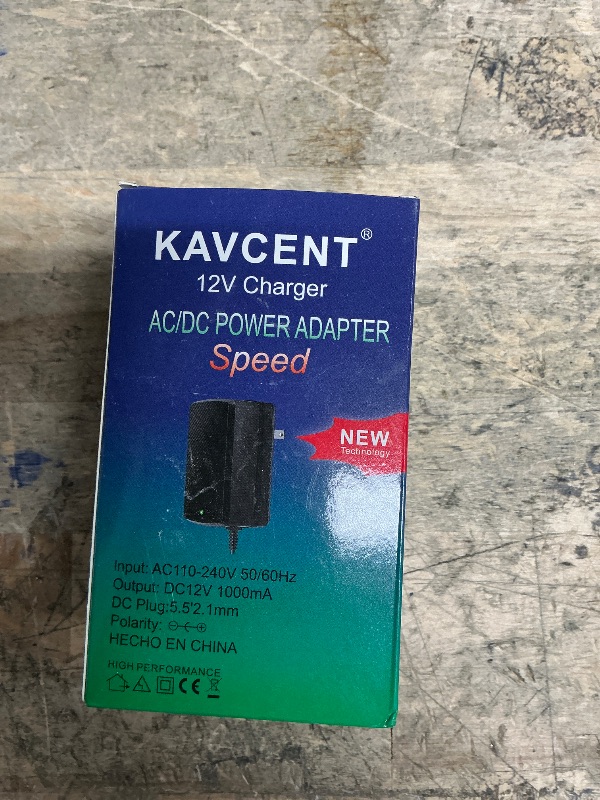 KAVCENT®
12V Charger
AC/DC POWER ADAPTER
Speed
NEW
Technology
Input: AC110-240V 50/60Hz
Output: DC12V 1000mA
DC Plug:5.5'2.1mm
Polarity:
HECHO EN CHINA
HIGH PERFORMANCE
CE